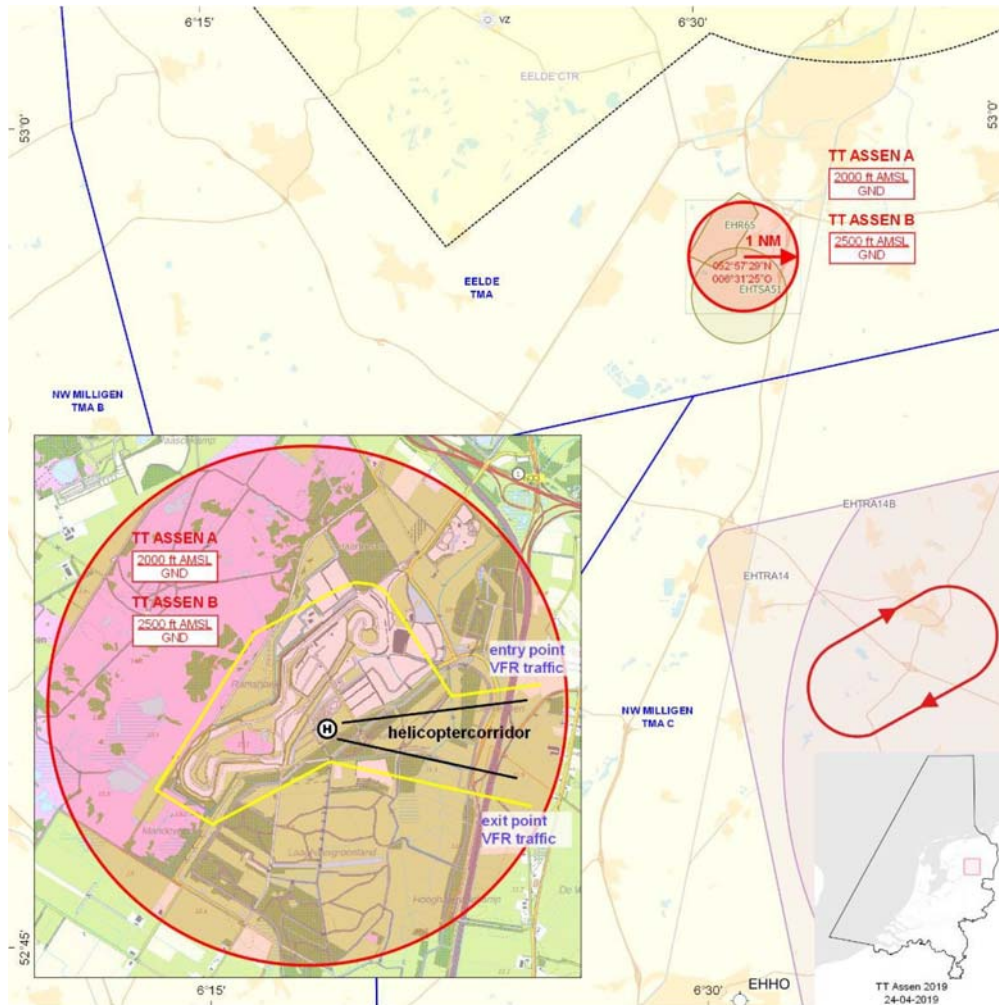 6°15'
6°30'
VZ
EELDE CTR
53°0'
53°0'
TT ASSEN A
2000 ft AMSL
GND
TT ASSEN B
2500 ft AMSL
GND
EHR65
1 NM
052°57'29"N
006°31'25"O
EHTSA51
EELDE
TMA
NW MILLIGEN
TMA B
TT ASSEN A
2000 ft AMSL
GND
TT ASSEN B
2500 ft AMSL
GND
entry point
VFR traffic
H
helicoptercorridor
exit point
VFR traffic
EHTRA14B
EHTRA14
NW MILLIGEN
TMA C
52°45'
6°15'
6°30'
EHHO
TT Assen 2019
24-04-2019